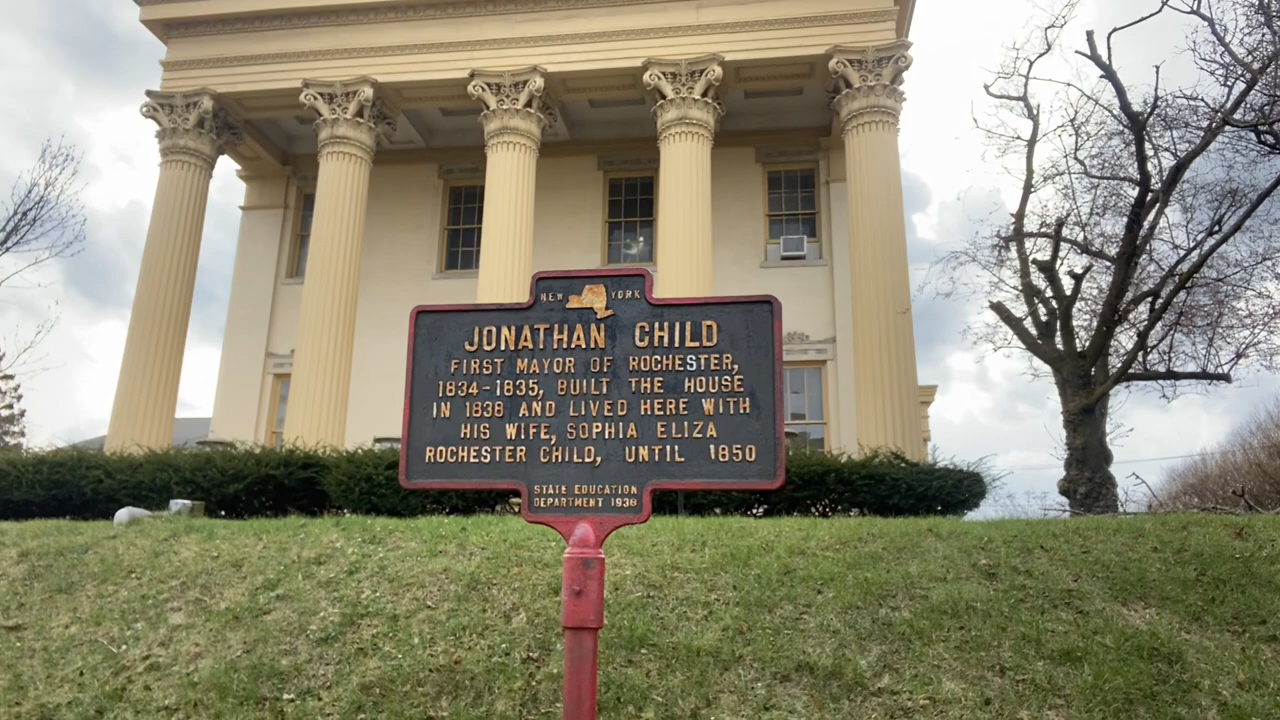 NEW YORK
JONATHAN CHILD
FIRST MAYOR OF ROCHESTER,
1834-1835, BUILT THE HOUSE
IN 1838 AND LIVED HERE WITH
HIS WIFE, SOPHIA ELIZA
ROCHESTER CHILD, UNTIL 1850
STATE EDUCATION
DEPARTMENT 1938